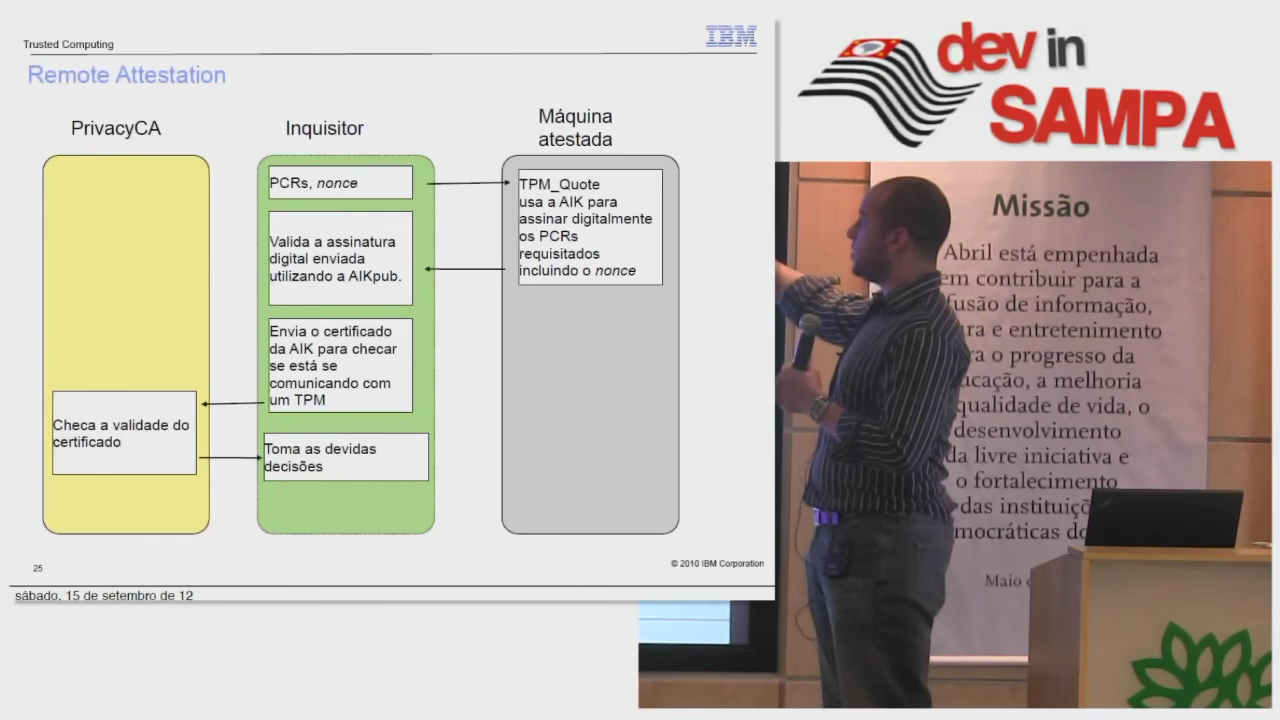 Trusted Computing
IBM
Remote Attestation
PrivacyCA
Inquisitor
Máquina
atestada
PCRs, nonce
TPM_Quote
usa a AIK para
assinar digitalmente
os PCRs
requisitados
incluindo o nonce
Valida a assinatura
digital enviada
utilizando a AIKpub.
Envia o certificado
da AIK para checar
se está se
comunicando com
um TPM
Checa a validade do
certificado
Toma as devidas
decisões
25
© 2010 IBM Corporation
sábado, 15 de setembro de 12
dev in
SAMPA
Missão
Abril está empenhada
em contribuir para a
fusão de informação,
ura e entretenimento
ra o progresso da
ucação, a melhoria
qualidade de vida, o
desenvolvimento
da livre iniciativa e
o fortalecimento
das instituiçõ
mocráticas do
Maio